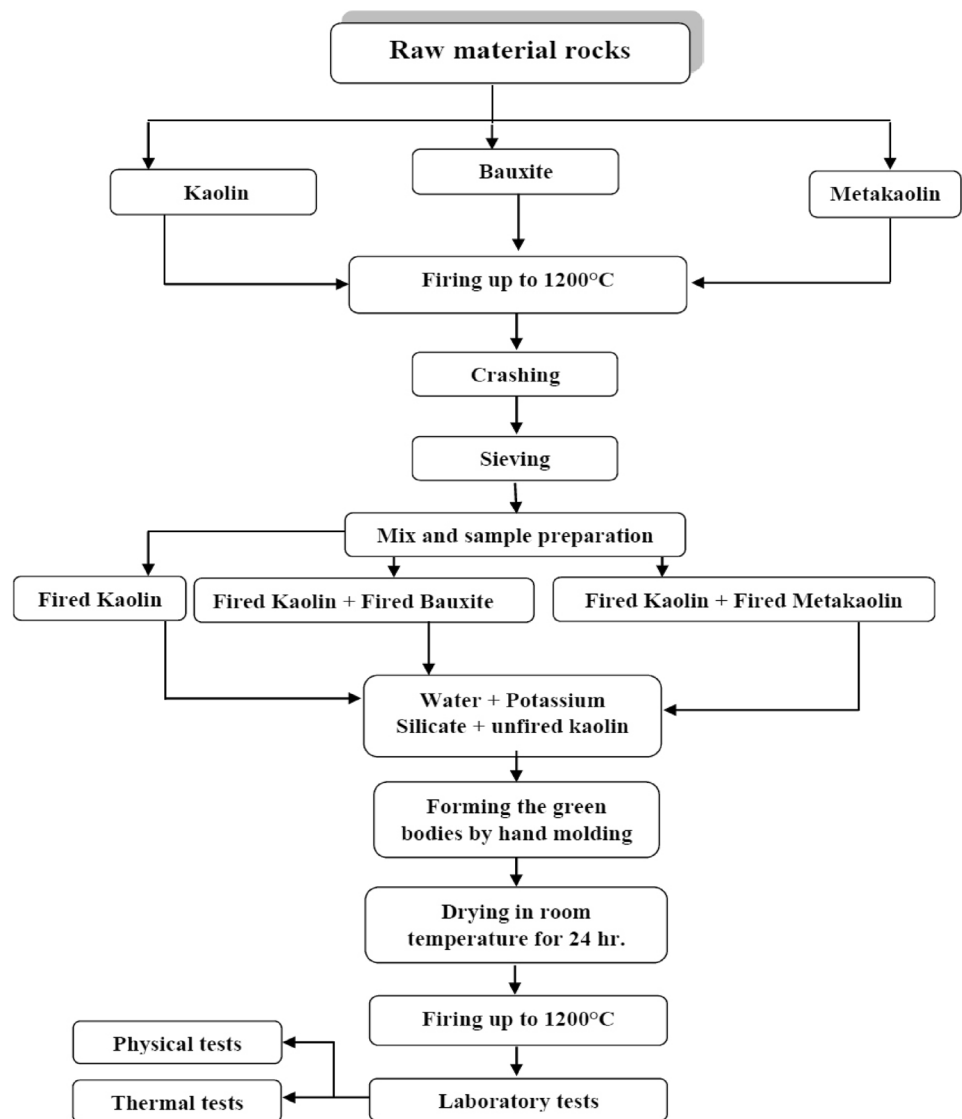 Raw material rocks
Kaolin
Bauxite
Metakaolin
Firing up to 1200°C
Crashing
Sieving
Mix and sample preparation
Fired Kaolin
Fired Kaolin + Fired Bauxite
Fired Kaolin + Fired Metakaolin
Water + Potassium
Silicate + unfired kaolin
Forming the green
bodies by hand molding
Drying in room
temperature for 24 hr.
Firing up to 1200°C
Physical tests
Thermal tests
Laboratory tests